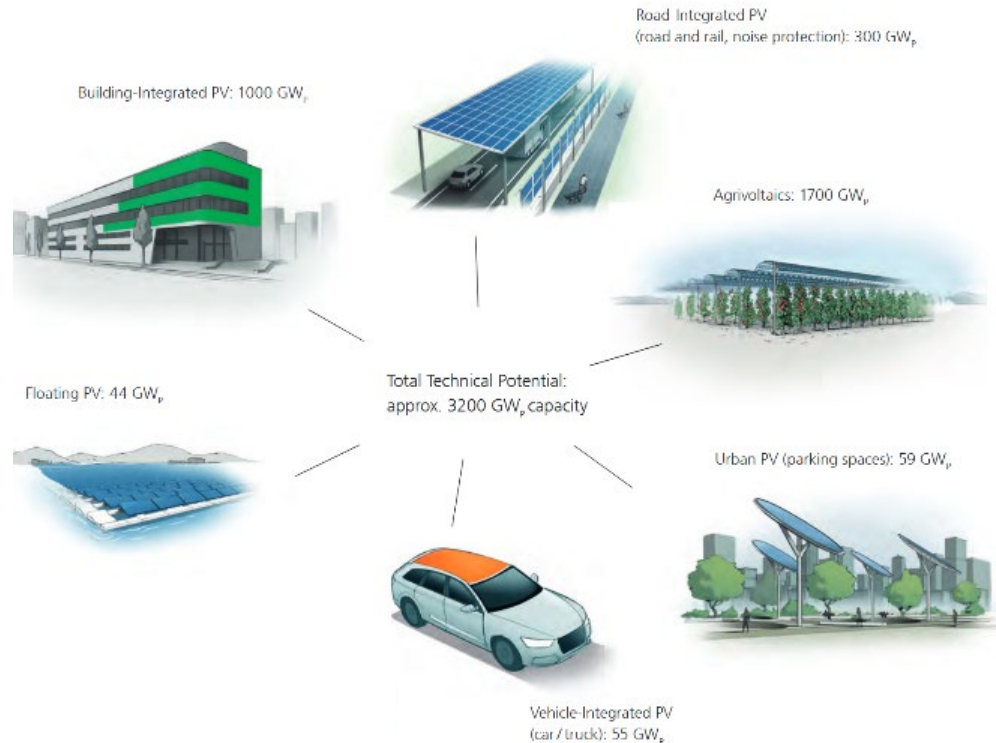 Road Integrated PV
(road and rail, noise protection): 300 GWₚ
Building-Integrated PV: 1000 GWₚ
Agrivoltaics: 1700 GWₚ
Total Technical Potential:
approx. 3200 GWₚ capacity
Floating PV: 44 GWₚ
Urban PV (parking spaces): 59 GWₚ
Vehicle-Integrated PV
(car / truck): 55 GWₚ